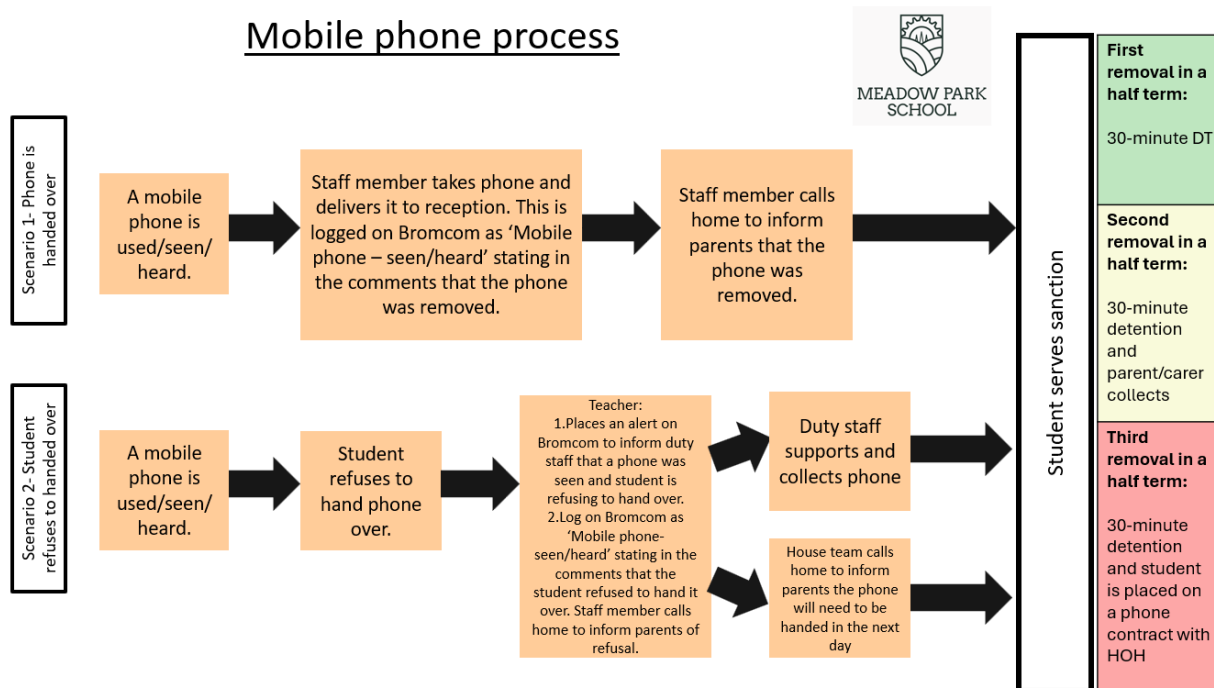 Mobile phone process
MEADOW PARK
SCHOOL
Scenario 1- Phone is
handed over
A mobile
phone is
used/seen/
heard.
Staff member takes phone and
delivers it to reception. This is
logged on Bromcom as ‘Mobile
phone – seen/heard’ stating in
the comments that the phone
was removed.
Staff member calls
home to inform
parents that the
phone was
removed.
Scenario 2- Student
refuses to handed over
A mobile
phone is
used/seen/
heard.
Student
refuses to
hand phone
over.
Teacher:
1.Places an alert on
Bromcom to inform duty
staff that a phone was
seen and student is
refusing to hand over.
2.Log on Bromcom as
‘Mobile phone-
seen/heard’ stating in the
comments that the
student refused to hand it
over. Staff member calls
home to inform parents of
refusal.
Duty staff
supports and
collects phone
House team calls
home to inform
parents the phone
will need to be
handed in the next
day
Student serves sanction
First
removal in a
half term:
30-minute DT
Second
removal in a
half term:
30-minute
detention
and
parent/carer
collects
Third
removal in a
half term:
30-minute
detention
and student
is placed on
a phone
contract with
HOH